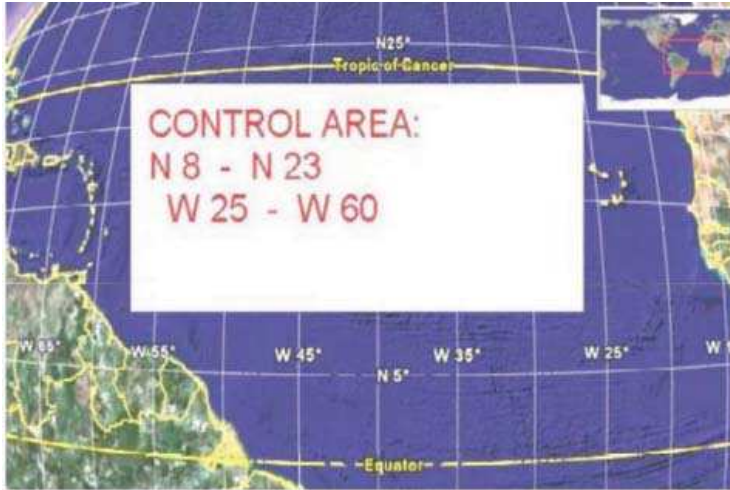 N25°
Tropic of Cancer
CONTROL AREA:
N 8 - N 23
W 25 - W 60
W 65° W 55° W 45° W 35° W 25°
N 5°
Equator